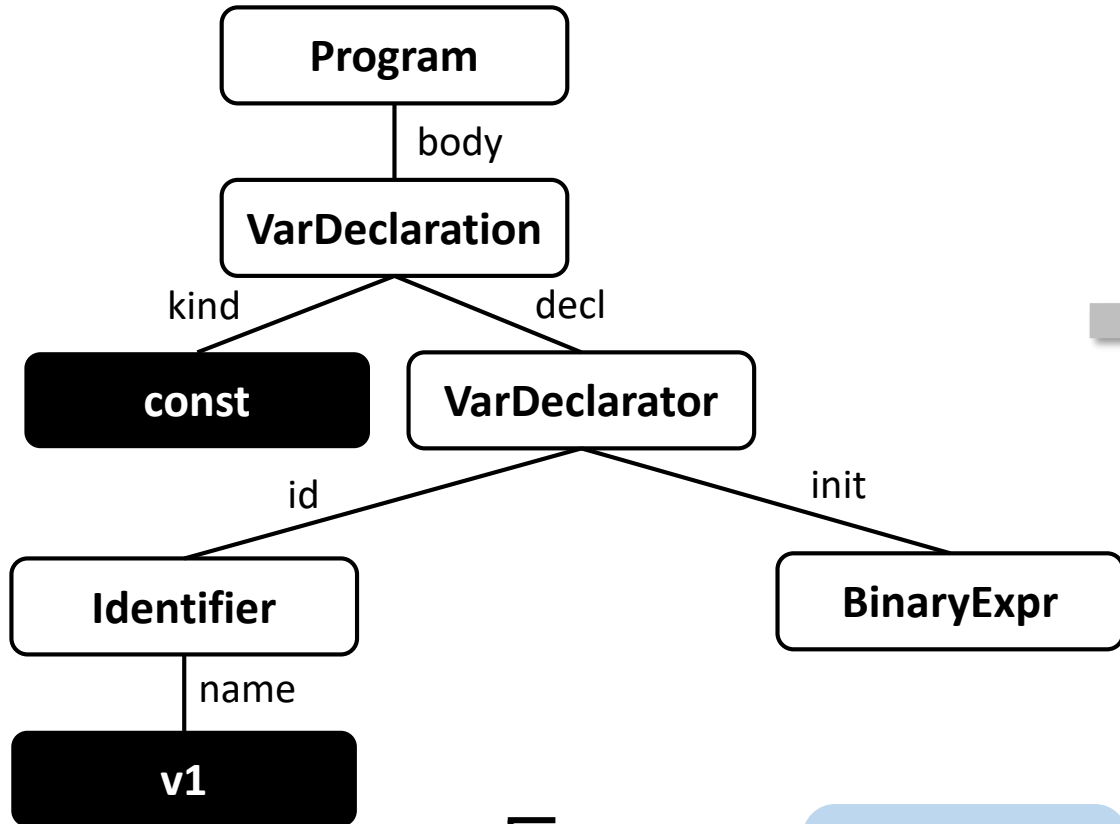 Program
body
VarDeclaration
kind
decl
const
VarDeclarator
id
init
Identifier
BinaryExpr
name
v1